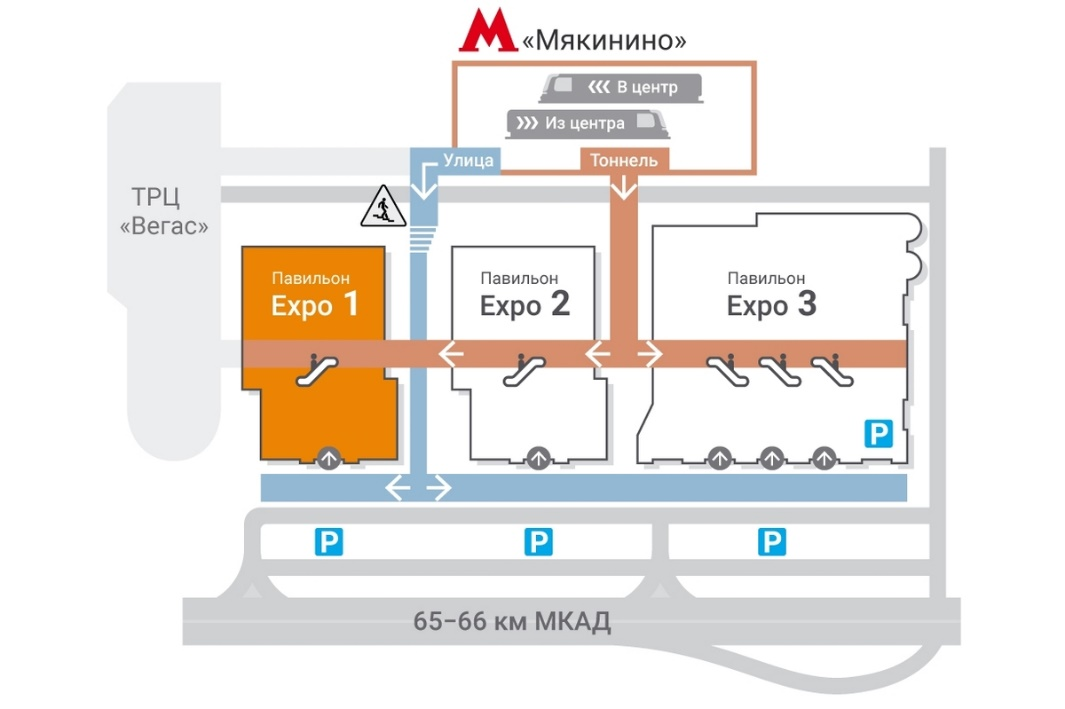 М «Мякинино»
‹‹‹ В центр
››› Из центра
Улица
Тоннель
ТРЦ
«Вегас»
Павильон
Expo 1
Павильон
Expo 2
Павильон
Expo 3
P
P
P
P
65-66 км МКАД